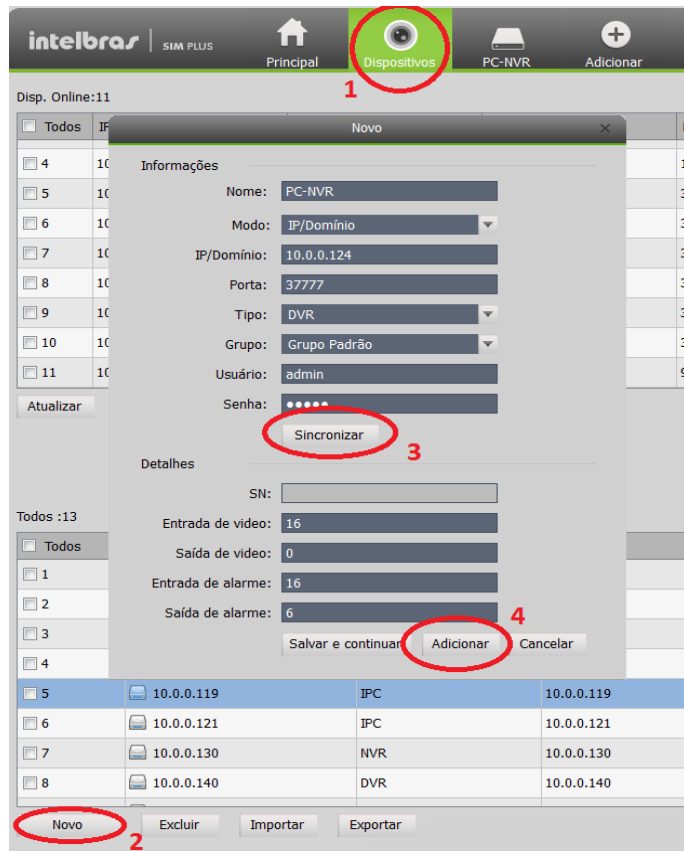 intelbras | SIM PLUS
Principal
Dispositivos
PC-NVR
Adicionar
1
Disp. Online:11
Todos
Novo
4
5
6
7
8
9
10
11
Atualizar
Informações
Nome: PC-NVR
Modo: IP/Domínio
IP/Domínio: 10.0.0.124
Porta: 37777
Tipo: DVR
Grupo: Grupo Padrão
Usuário: admin
Senha: •••••
Sincronizar
3
Detalhes
SN:
Entrada de video: 16
Saída de video: 0
Entrada de alarme: 16
Saída de alarme: 6
4
Salvar e continuar Adicionar Cancelar
Todos :13
Todos
1
2
3
4
5 10.0.0.119 IPC 10.0.0.119
6 10.0.0.121 IPC 10.0.0.121
7 10.0.0.130 NVR 10.0.0.130
8 10.0.0.140 DVR 10.0.0.140
Novo Excluir Importar Exportar
2